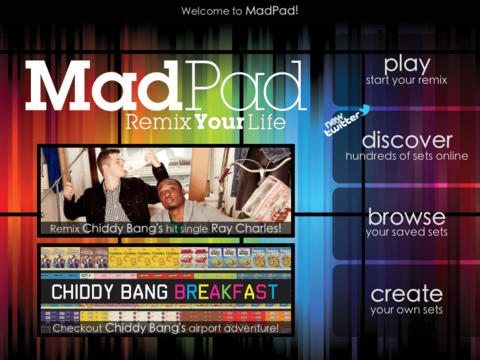 Welcome to MadPad!
MadPad
Remix Your Life
play
start your remix
new
twitter
discover
hundreds of sets online
Remix Chiddy Bang's hit single Ray Charles!
browse
your saved sets
CHIDDY BANG BREAKFAST
create
your own sets
Checkout Chiddy Bang's airport adventure!